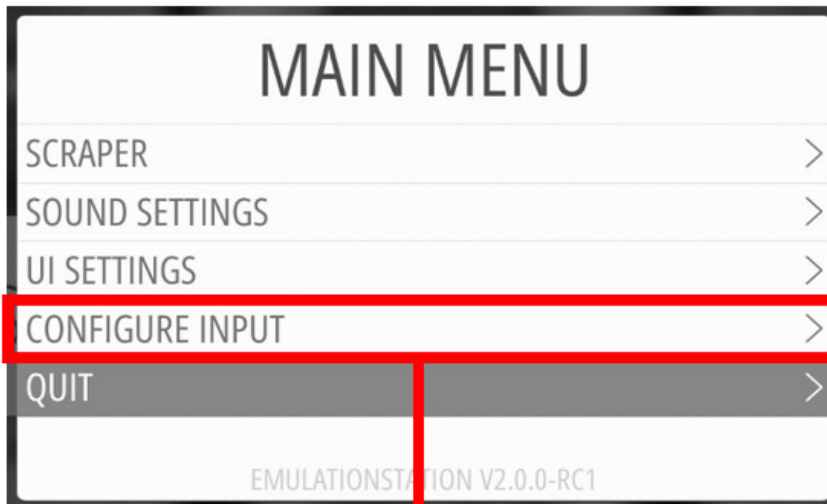 MAIN MENU
SCRAPER
SOUND SETTINGS
UI SETTINGS
CONFIGURE INPUT
QUIT
EMULATIONSTATION V2.0.0-RC1